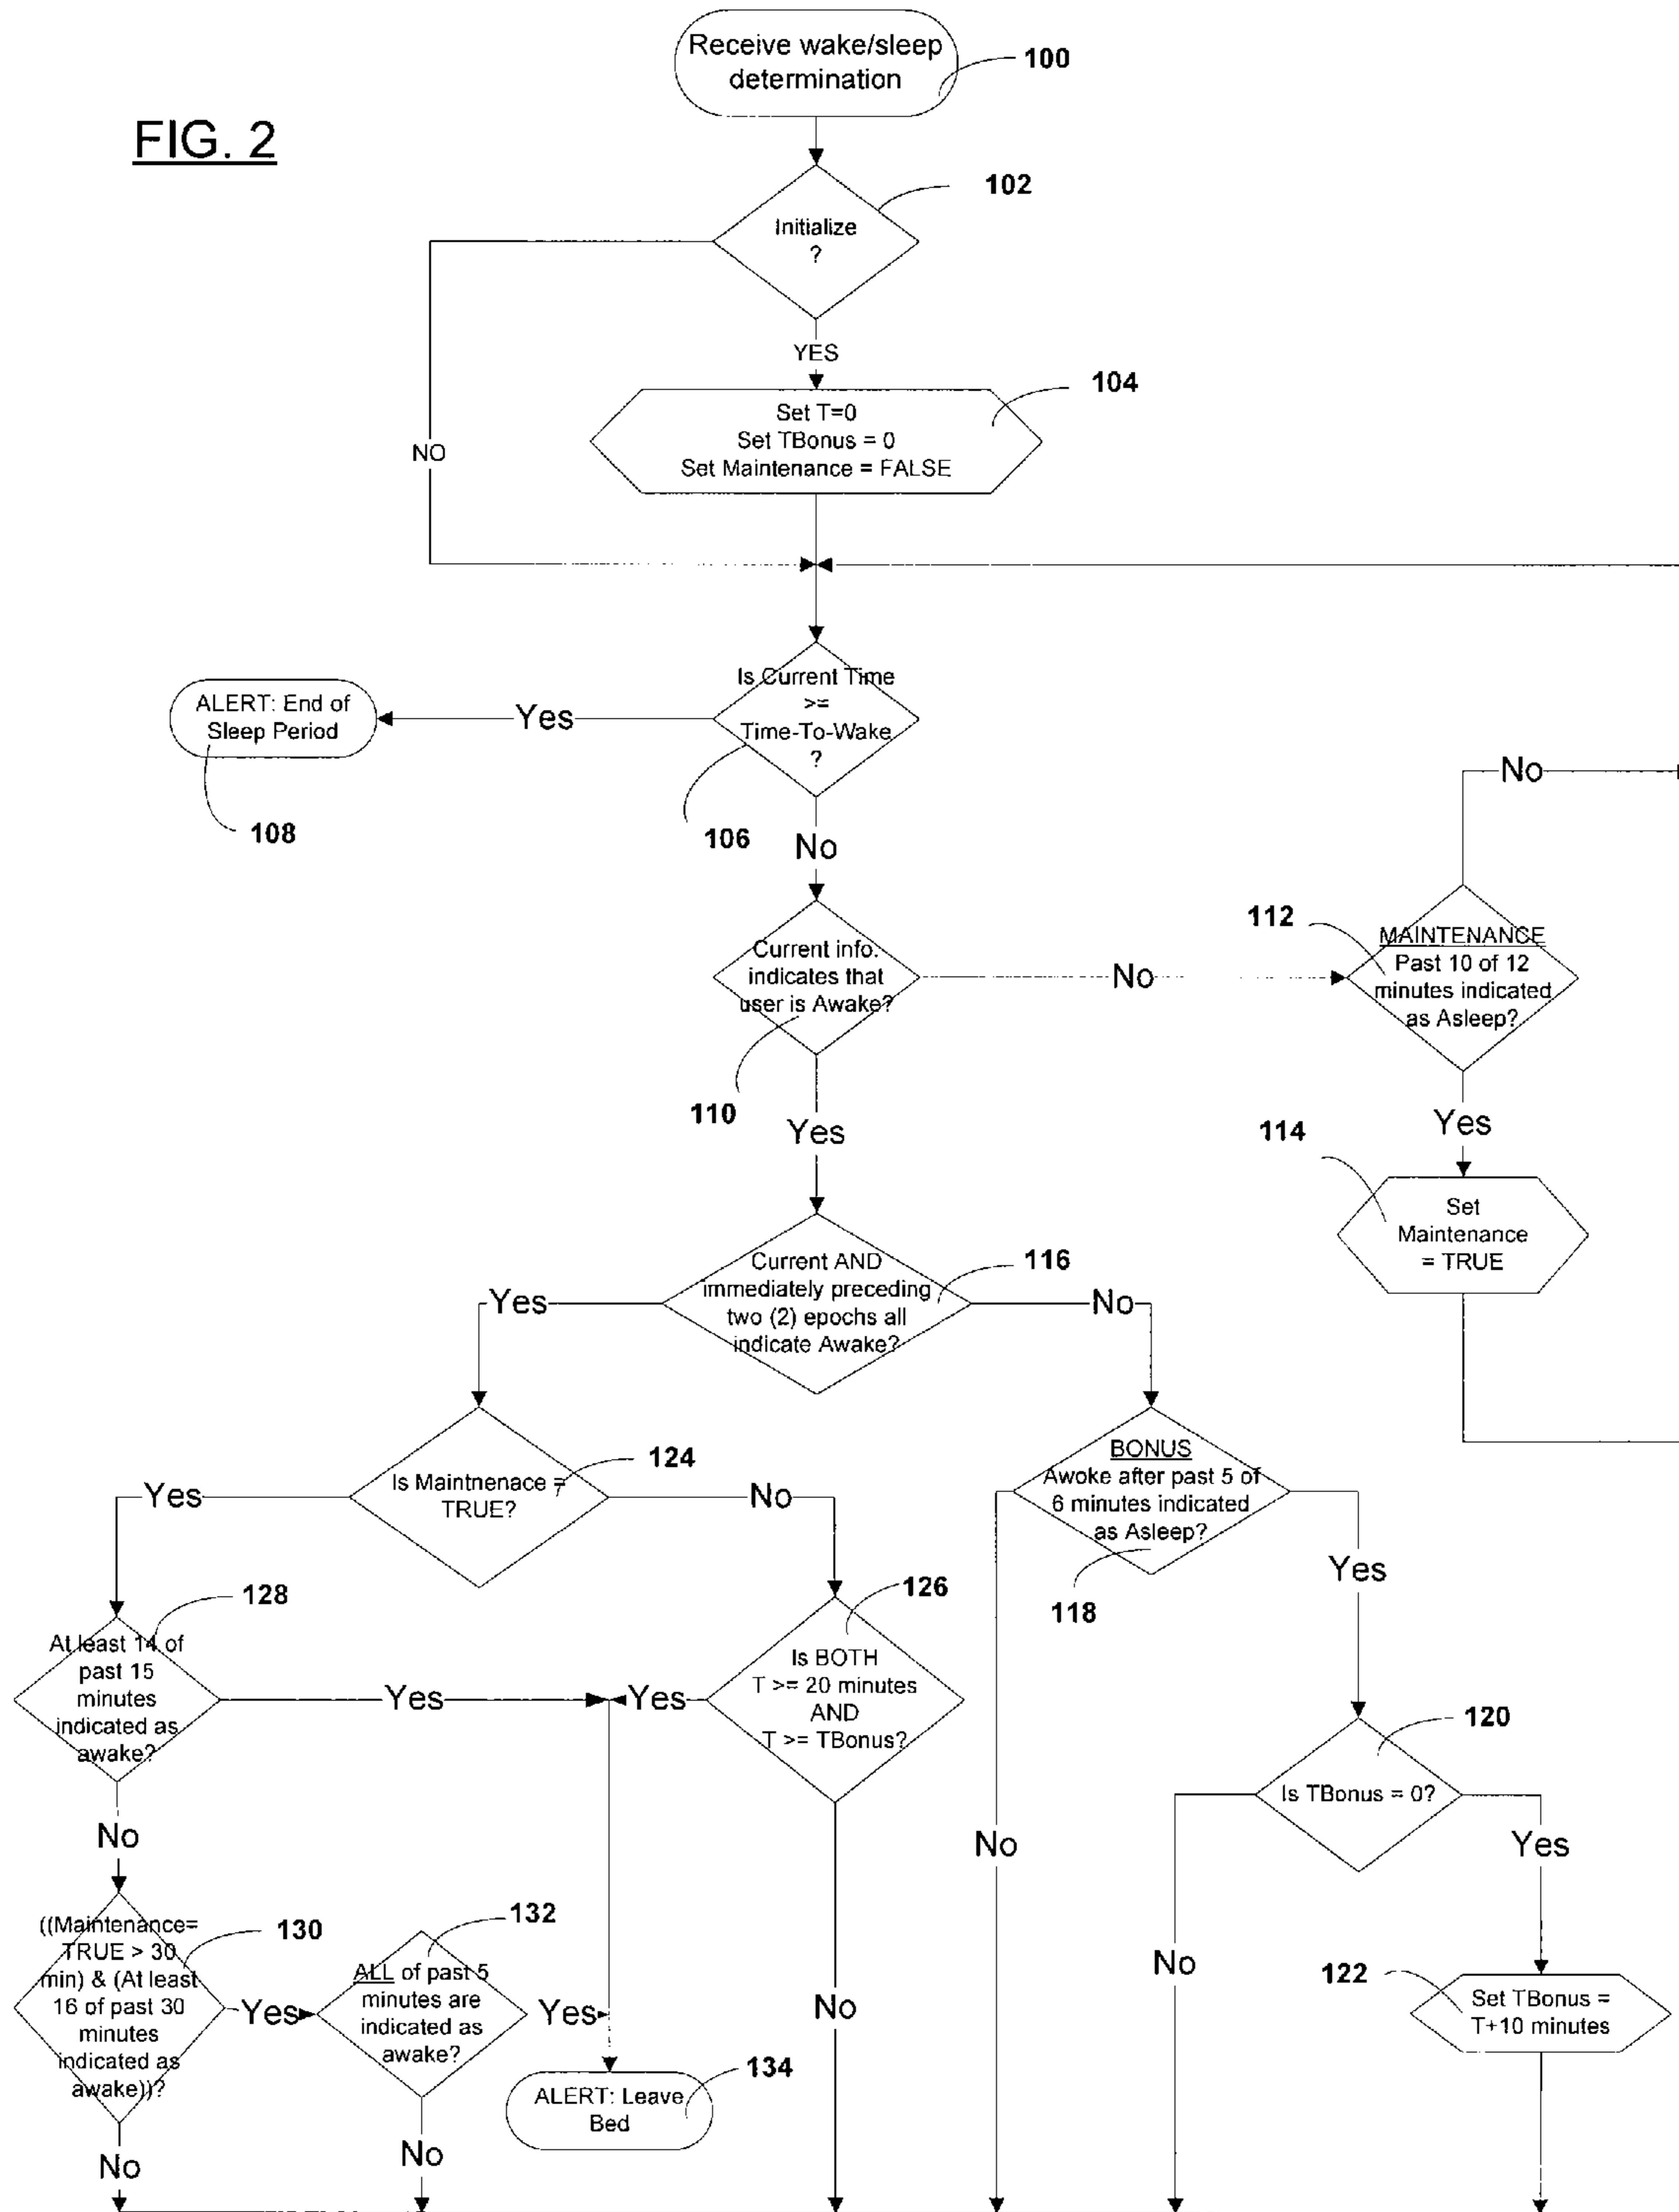 Receive wake/sleep
determination
100
FIG. 2
102
Initialize
?
YES
104
Set T=0
Set TBonus = 0
Set Maintenance = FALSE
NO
Is Current Time
>=
Time-To-Wake
?
ALERT: End of
Sleep Period
Yes
108
106
No
No
112
MAINTENANCE
Past 10 of 12
minutes indicated
as Asleep?
Current info.
indicates that
user is Awake?
No
110
Yes
Yes
114
Set
Maintenance
= TRUE
Current AND
immediately preceding
two (2) epochs all
indicate Awake?
116
Yes
No
BONUS
Awoke after past 5 of
6 minutes indicated
as Asleep?
118
124
Is Maintnenace =
TRUE?
Yes
No
Yes
128
126
At least 14 of
past 15
minutes
indicated as
awake?
Yes
Yes
Is BOTH
T >= 20 minutes
AND
T >= TBonus?
120
Is TBonus = 0?
No
No
Yes
((Maintenance=
TRUE > 30
min) & (At least
16 of past 30
minutes
indicated as
awake))?
130
132
Yes
ALL of past 5
minutes are
indicated as
awake?
Yes
No
No
122
Set TBonus =
T+10 minutes
134
ALERT: Leave
Bed
No
No